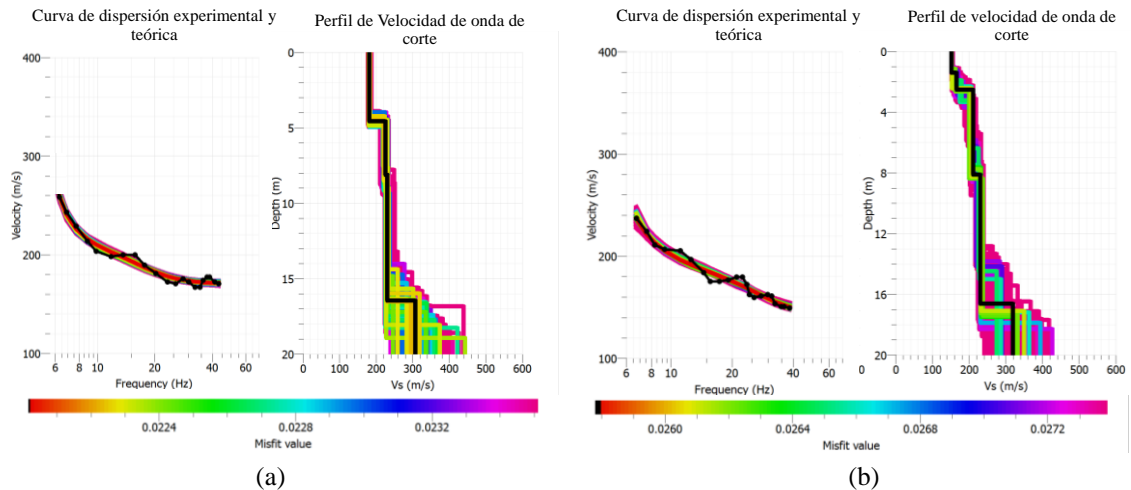 Curva de dispersión experimental y
teórica
Perfil de Velocidad de onda de
corte
400
300
200
100
Velocity (m/s)
6 8 10 20 40 60
Frequency (Hz)
0
5
10
15
20
Depth (m)
0 100 200 300 400 500 600
Vs (m/s)
0.0224 0.0228 0.0232
Misfit value
(a)
Curva de dispersión experimental y
teórica
Perfil de velocidad de onda de
corte
400
300
200
100
Velocity (m/s)
6 8 10 20 40 60
Frequency (Hz)
0
4
8
12
16
20
Depth (m)
0 100 200 300 400 500 600
Vs (m/s)
0.0260 0.0264 0.0268 0.0272
Misfit value
(b)